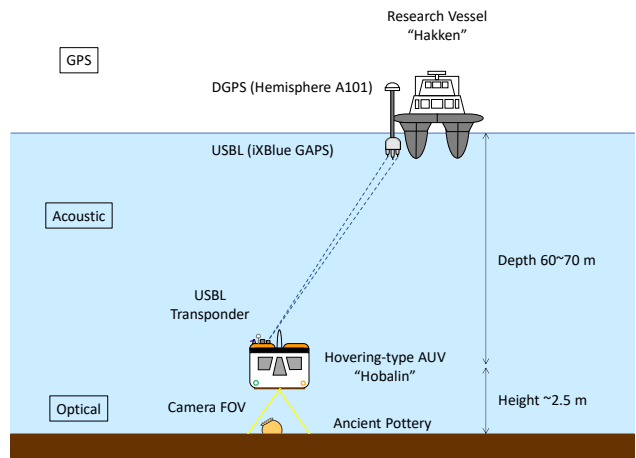 Research Vessel
“Hakken”
GPS
DGPS (Hemisphere A101)
USBL (iXBlue GAPS)
Acoustic
Depth 60~70 m
USBL
Transponder
Hovering-type AUV
“Hobalin”
Camera FOV
Height ~2.5 m
Optical
Ancient Pottery